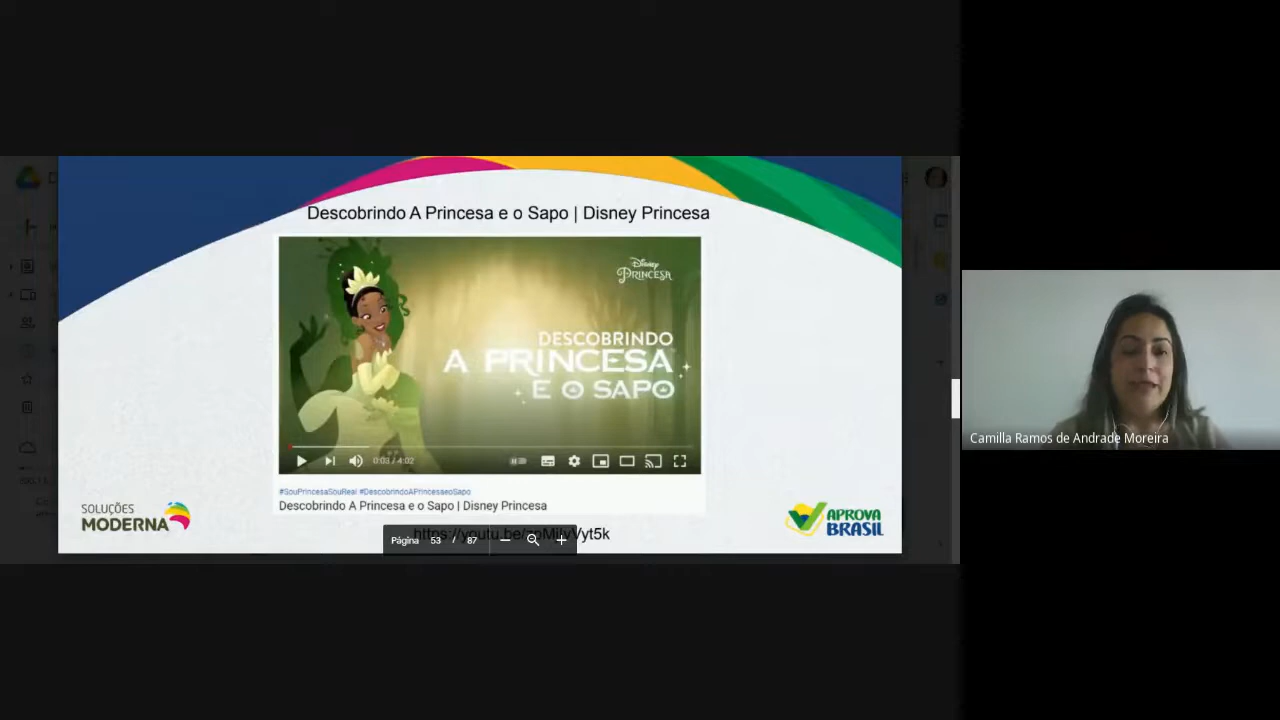 Descobrindo A Princesa e o Sapo | Disney Princesa
Disney
PRINCESA
DESCOBRINDO
A PRINCESA
E O SAPO
0:03 / 4:02
#SouPrincesaSouReal #DescobrindoAPrincesaeoSapo
Descobrindo A Princesa e o Sapo | Disney Princesa
SOLUÇÕES
MODERNA
APROVA
BRASIL
Página 53 / 87
Camilla Ramos de Andrade Moreira